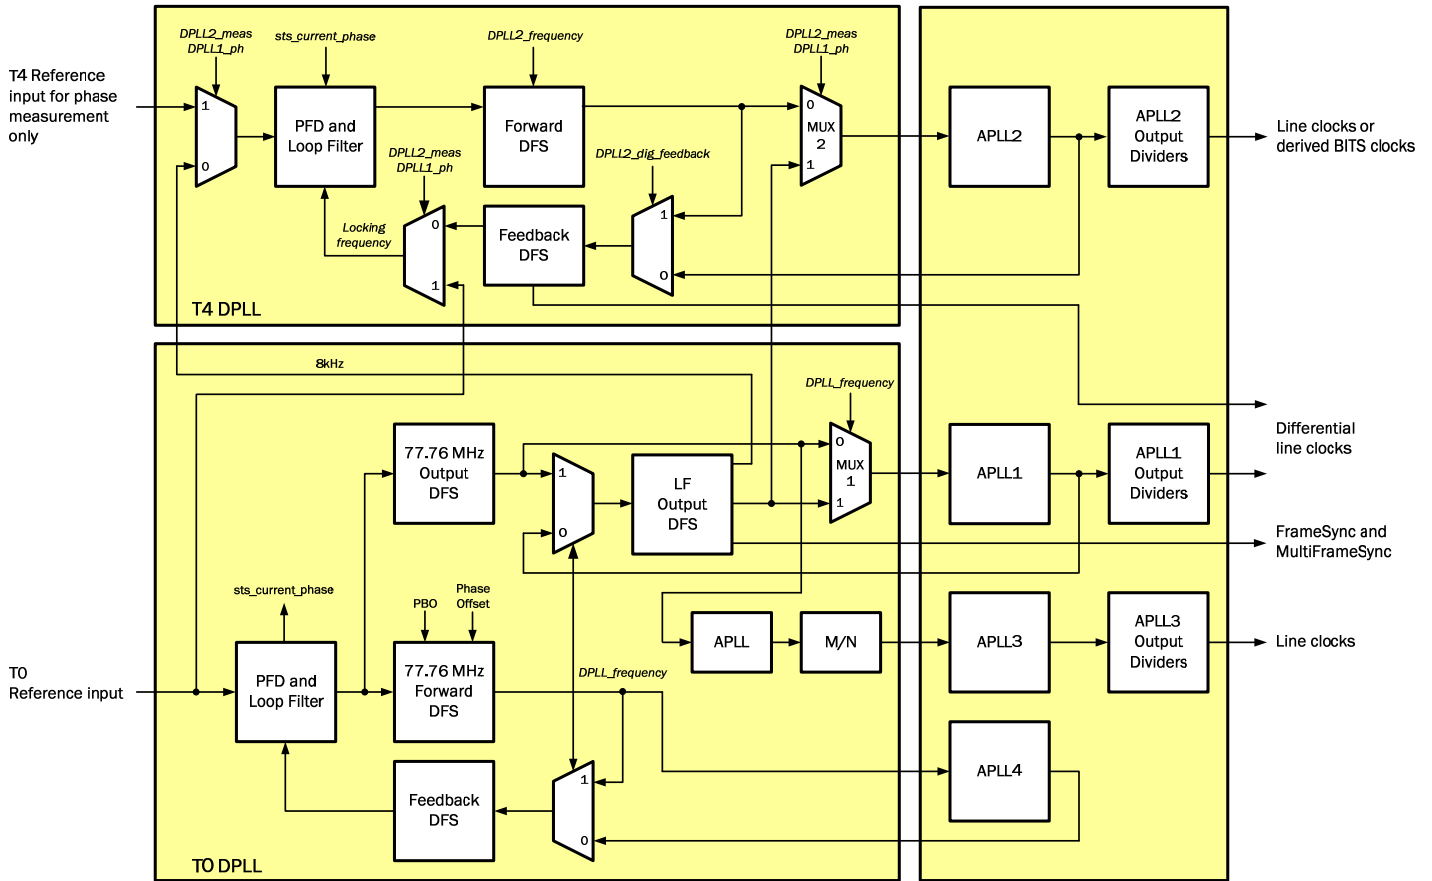 DPLL2_meas
DPLL1_ph
sts_current_phase
DPLL2_frequency
DPLL2_meas
DPLL1_ph
T4 Reference
input for phase
measurement
only
1
0
PFD and
Loop Filter
Forward
DFS
0
MUX
2
1
APLL2
APLL2
Output
Dividers
Line clocks or
derived BITS clocks
DPLL2_meas
DPLL1_ph
DPLL2_dig_feedback
Locking
frequency
0
1
Feedback
DFS
1
0
T4 DPLL
8kHz
DPLL_frequency
77.76 MHz
Output
DFS
1
0
LF
Output
DFS
0
MUX
1
1
APLL1
APLL1
Output
Dividers
Differential
line clocks
FrameSync and
MultiFrameSync
sts_current_phase
PBO
Phase
Offset
APLL
M/N
APLL3
APLL3
Output
Dividers
Line clocks
T0
Reference input
PFD and
Loop Filter
77.76 MHz
Forward
DFS
DPLL_frequency
APLL4
Feedback
DFS
1
0
T0 DPLL